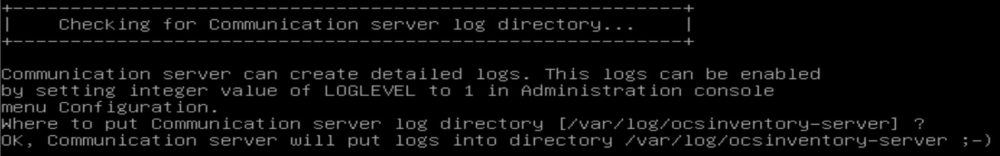 +----------------------------------------------------------+
|    Checking for Communication server log directory...    |
+----------------------------------------------------------+
Communication server can create detailed logs. This logs can be enabled
by setting integer value of LOGLEVEL to 1 in Administration console
menu Configuration.
Where to put Communication server log directory [/var/log/ocsinventory-server] ?
OK, Communication server will put logs into directory /var/log/ocsinventory-server ;-)